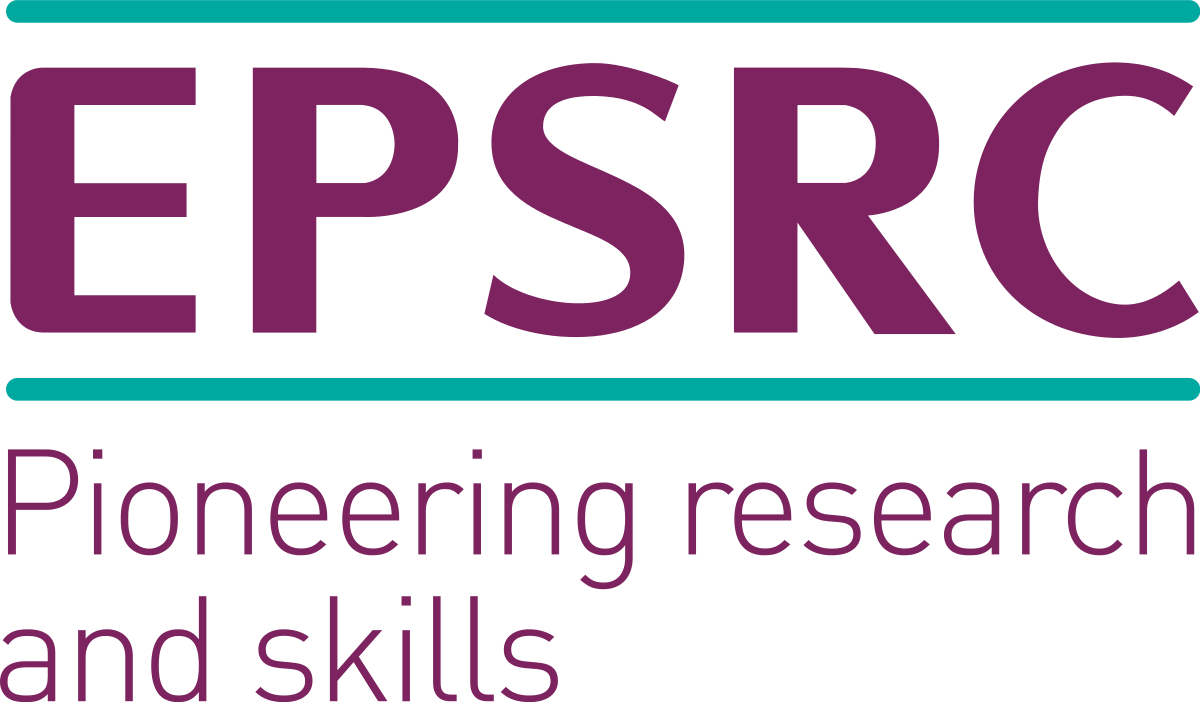 EPSRC
Pioneering research
and skills